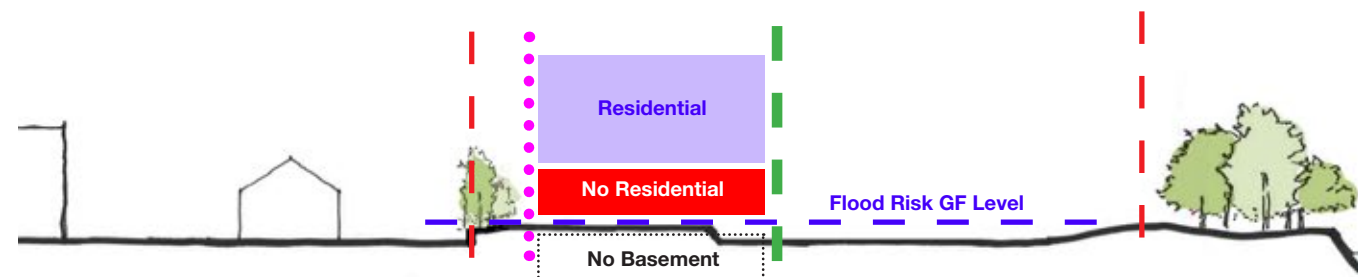 Residential
No Residential
Flood Risk GF Level
No Basement